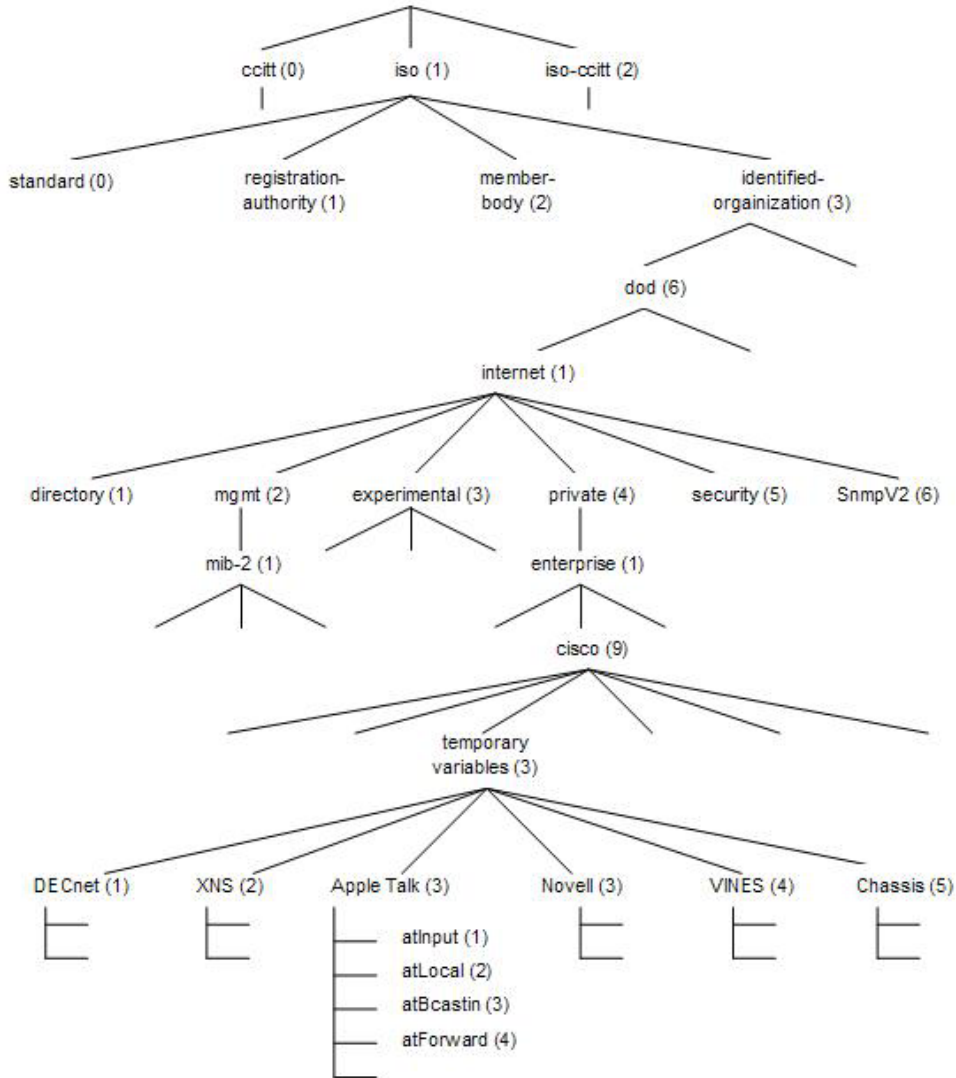 ccitt (0)
iso (1)
iso-ccitt (2)
standard (0)
registration-
authority (1)
member-
body (2)
identified-
orgainization (3)
dod (6)
internet (1)
directory (1)
mgmt (2)
experimental (3)
private (4)
security (5)
SnmpV2 (6)
mib-2 (1)
enterprise (1)
cisco (9)
temporary
variables (3)
DECnet (1)
XNS (2)
Apple Talk (3)
Novell (3)
VINES (4)
Chassis (5)
atInput (1)
atLocal (2)
atBcastin (3)
atForward (4)